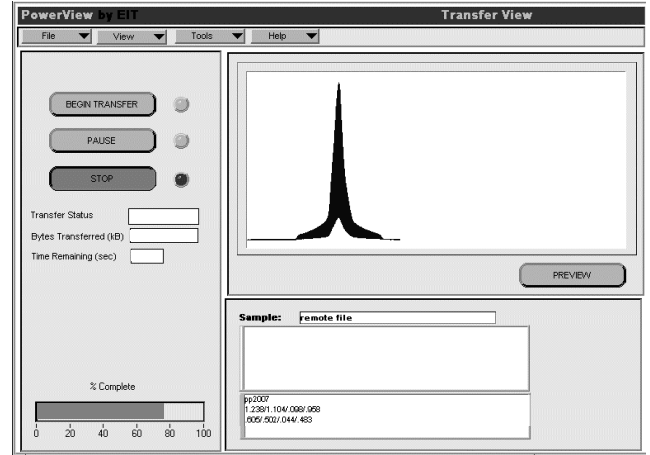 PowerView by EIT
Transfer View
File View Tools Help
BEGIN TRANSFER
PAUSE
STOP
Transfer Status
Bytes Transferred (kB)
Time Remaining (sec)
% Complete
0 20 40 60 80 100
PREVIEW
Sample: remote file
pp2007
1.238/1.104/.098/.958
.605/.502/.044/.483